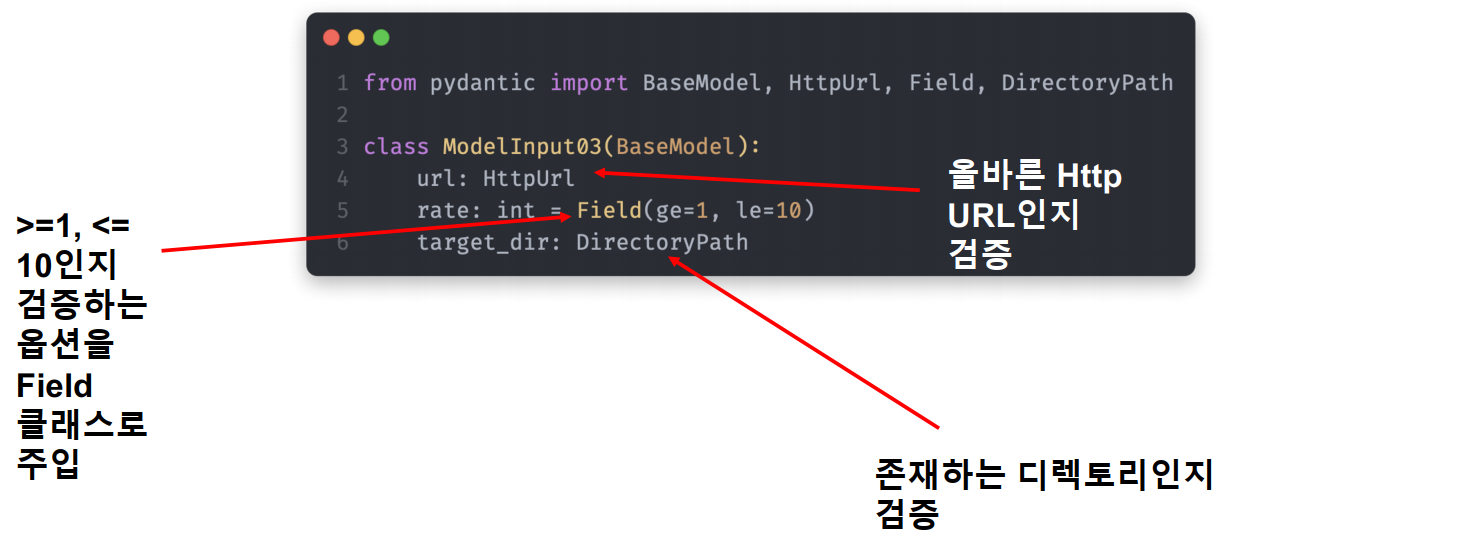 1 from pydantic import BaseModel, HttpUrl, Field, DirectoryPath
2
3 class ModelInput03(BaseModel):
4     url: HttpUrl
5     rate: int = Field(ge=1, le=10)
6     target_dir: DirectoryPath
올바른 Http
URL인지
검증
>=1, <=
10인지
검증하는
옵션을
Field
클래스로
주입
존재하는 디렉토리인지
검증